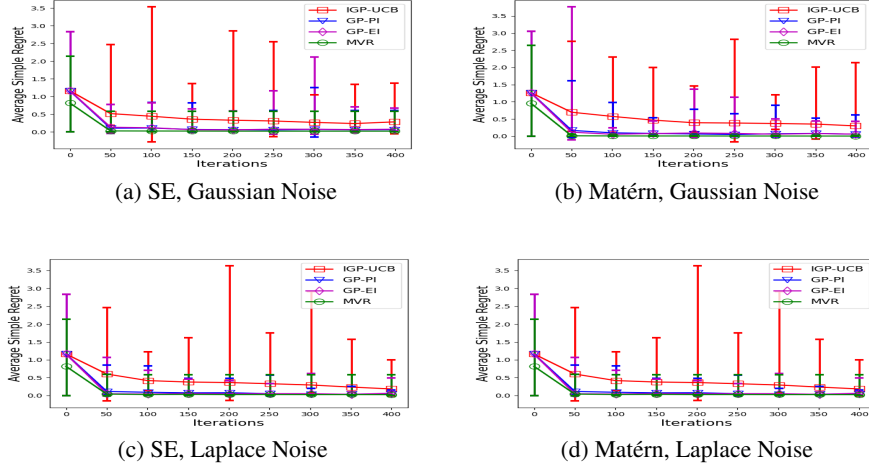 3.5
3.0
2.5
2.0
1.5
1.0
0.5
0.0
Average Simple Regret
0 50 100 150 200 250 300 350 400
Iterations
IGP-UCB
GP-PI
GP-EI
MVR
(a) SE, Gaussian Noise
3.5
3.0
2.5
2.0
1.5
1.0
0.5
0.0
Average Simple Regret
0 50 100 150 200 250 300 350 400
Iterations
IGP-UCB
GP-PI
GP-EI
MVR
(b) Matérn, Gaussian Noise
3.5
3.0
2.5
2.0
1.5
1.0
0.5
0.0
Average Simple Regret
0 50 100 150 200 250 300 350 400
Iterations
IGP-UCB
GP-PI
GP-EI
MVR
(c) SE, Laplace Noise
3.5
3.0
2.5
2.0
1.5
1.0
0.5
0.0
Average Simple Regret
0 50 100 150 200 250 300 350 400
Iterations
IGP-UCB
GP-PI
GP-EI
MVR
(d) Matérn, Laplace Noise